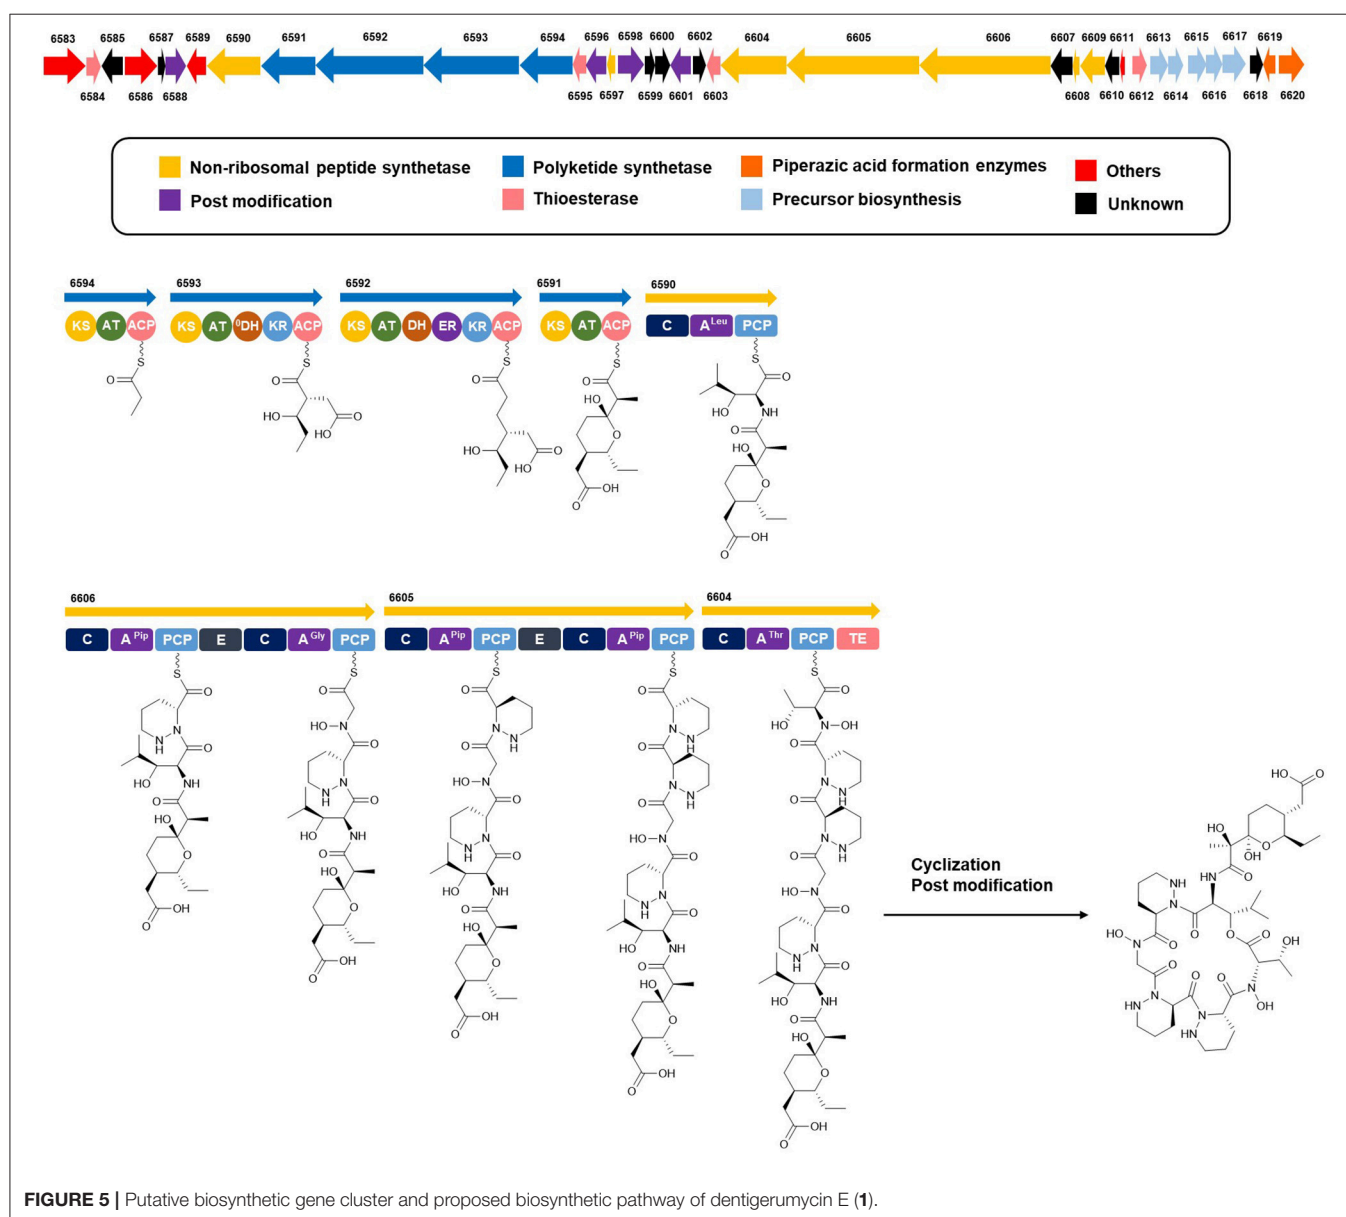 6583 6585 6587 6589 6590 6591 6592 6593 6594 6596 6598 6600 6602 6604 6605 6606 6607 6609 6611 6613 6615 6617 6619
6584 6586 6588 6595 6597 6599 6601 6603 6608 6610 6612 6614 6616 6618 6620
Non-ribosomal peptide synthetase Polyketide synthetase Piperazic acid formation enzymes Others
Post modification Thioesterase Precursor biosynthesis Unknown
6594 6593 6592 6591 6590
KS AT ACP KS AT ⁰DH KR ACP KS AT DH ER KR ACP KS AT ACP C A^Leu PCP
6606 6605 6604
C A^Pip PCP E C A^Gly PCP C A^Pip PCP E C A^Pip PCP C A^Thr PCP TE
Cyclization
Post modification
FIGURE 5 | Putative biosynthetic gene cluster and proposed biosynthetic pathway of dentigerumycin E (1).